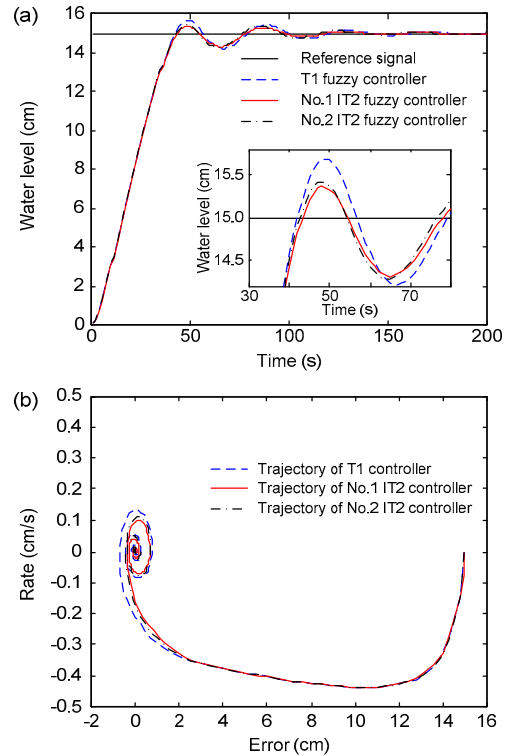 (a)
16
14
12
10
8
6
4
2
0
Water level (cm)
Reference signal
T1 fuzzy controller
No.1 IT2 fuzzy controller
No.2 IT2 fuzzy controller
15.5
15.0
14.5
Water level (cm)
30 50 70
Time (s)
0 50 100 150 200
Time (s)
(b)
0.5
0.4
0.3
0.2
0.1
0
-0.1
-0.2
-0.3
-0.4
-0.5
Rate (cm/s)
Trajectory of T1 controller
Trajectory of No.1 IT2 controller
Trajectory of No.2 IT2 controller
-2 0 2 4 6 8 10 12 14 16
Error (cm)